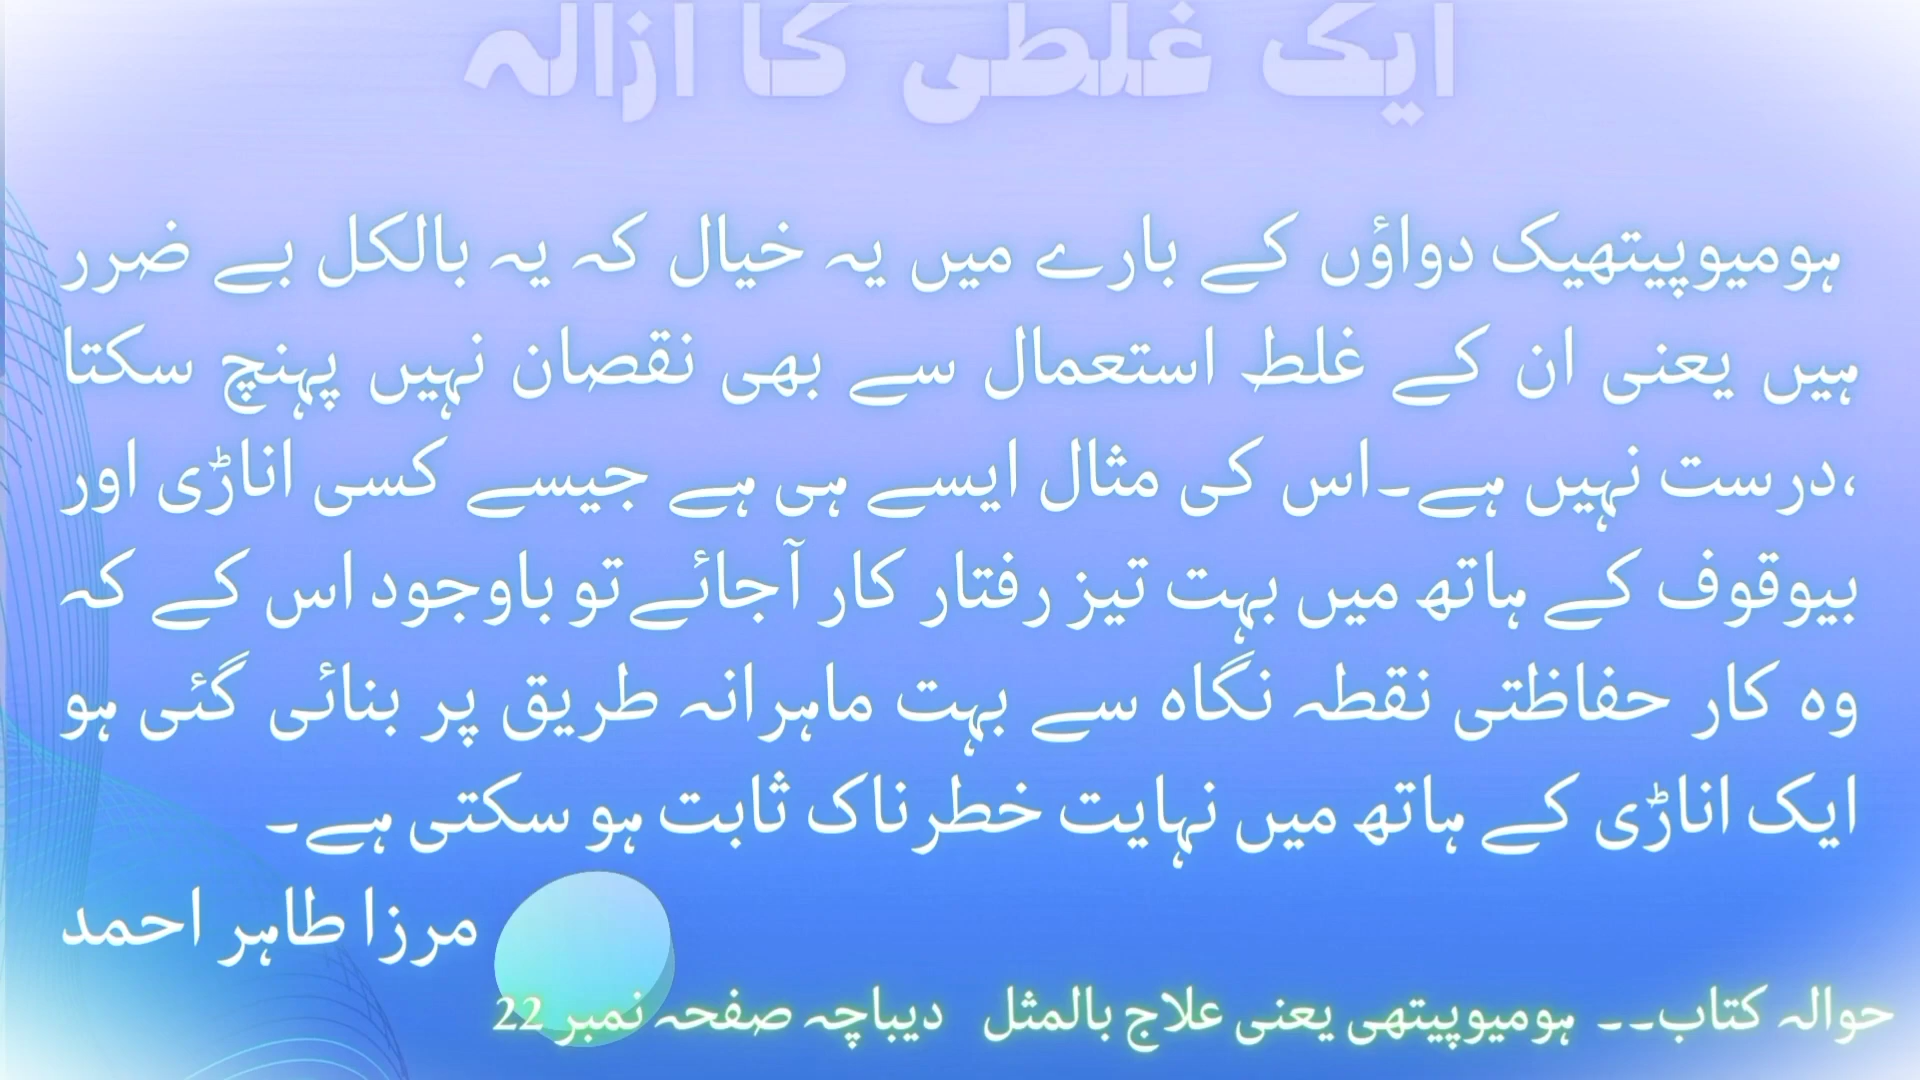 ایک غلطی کا ازالہ
ہومیوپیتھیک دواؤں کے بارے میں یہ خیال کہ یہ بالکل بے ضرر
ہیں یعنی ان کے غلط استعمال سے بھی نقصان نہیں پہنچ سکتا
،درست نہیں ہے۔اس کی مثال ایسے ہی ہے جیسے کسی اناڑی اور
بیوقوف کے ہاتھ میں بہت تیز رفتار کار آجائے تو باوجود اس کے کہ
وہ کار حفاظتی نقطہ نگاہ سے بہت ماہرانہ طریق پر بنائی گئی ہو
ایک اناڑی کے ہاتھ میں نہایت خطرناک ثابت ہو سکتی ہے۔
مرزا طاہر احمد
حوالہ کتاب۔۔ ہومیوپیتھی یعنی علاج بالمثل دیباچہ صفحہ نمبر 22